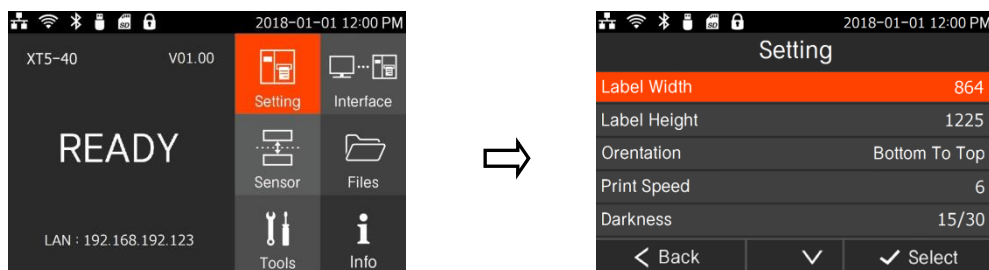 2018-01-01 12:00 PM
XT5-40 V01.00
READY
LAN : 192.168.192.123
Setting Interface
Sensor Files
Tools Info
2018-01-01 12:00 PM
Setting
Label Width 864
Label Height 1225
Orentation Bottom To Top
Print Speed 6
Darkness 15/30
Back Select